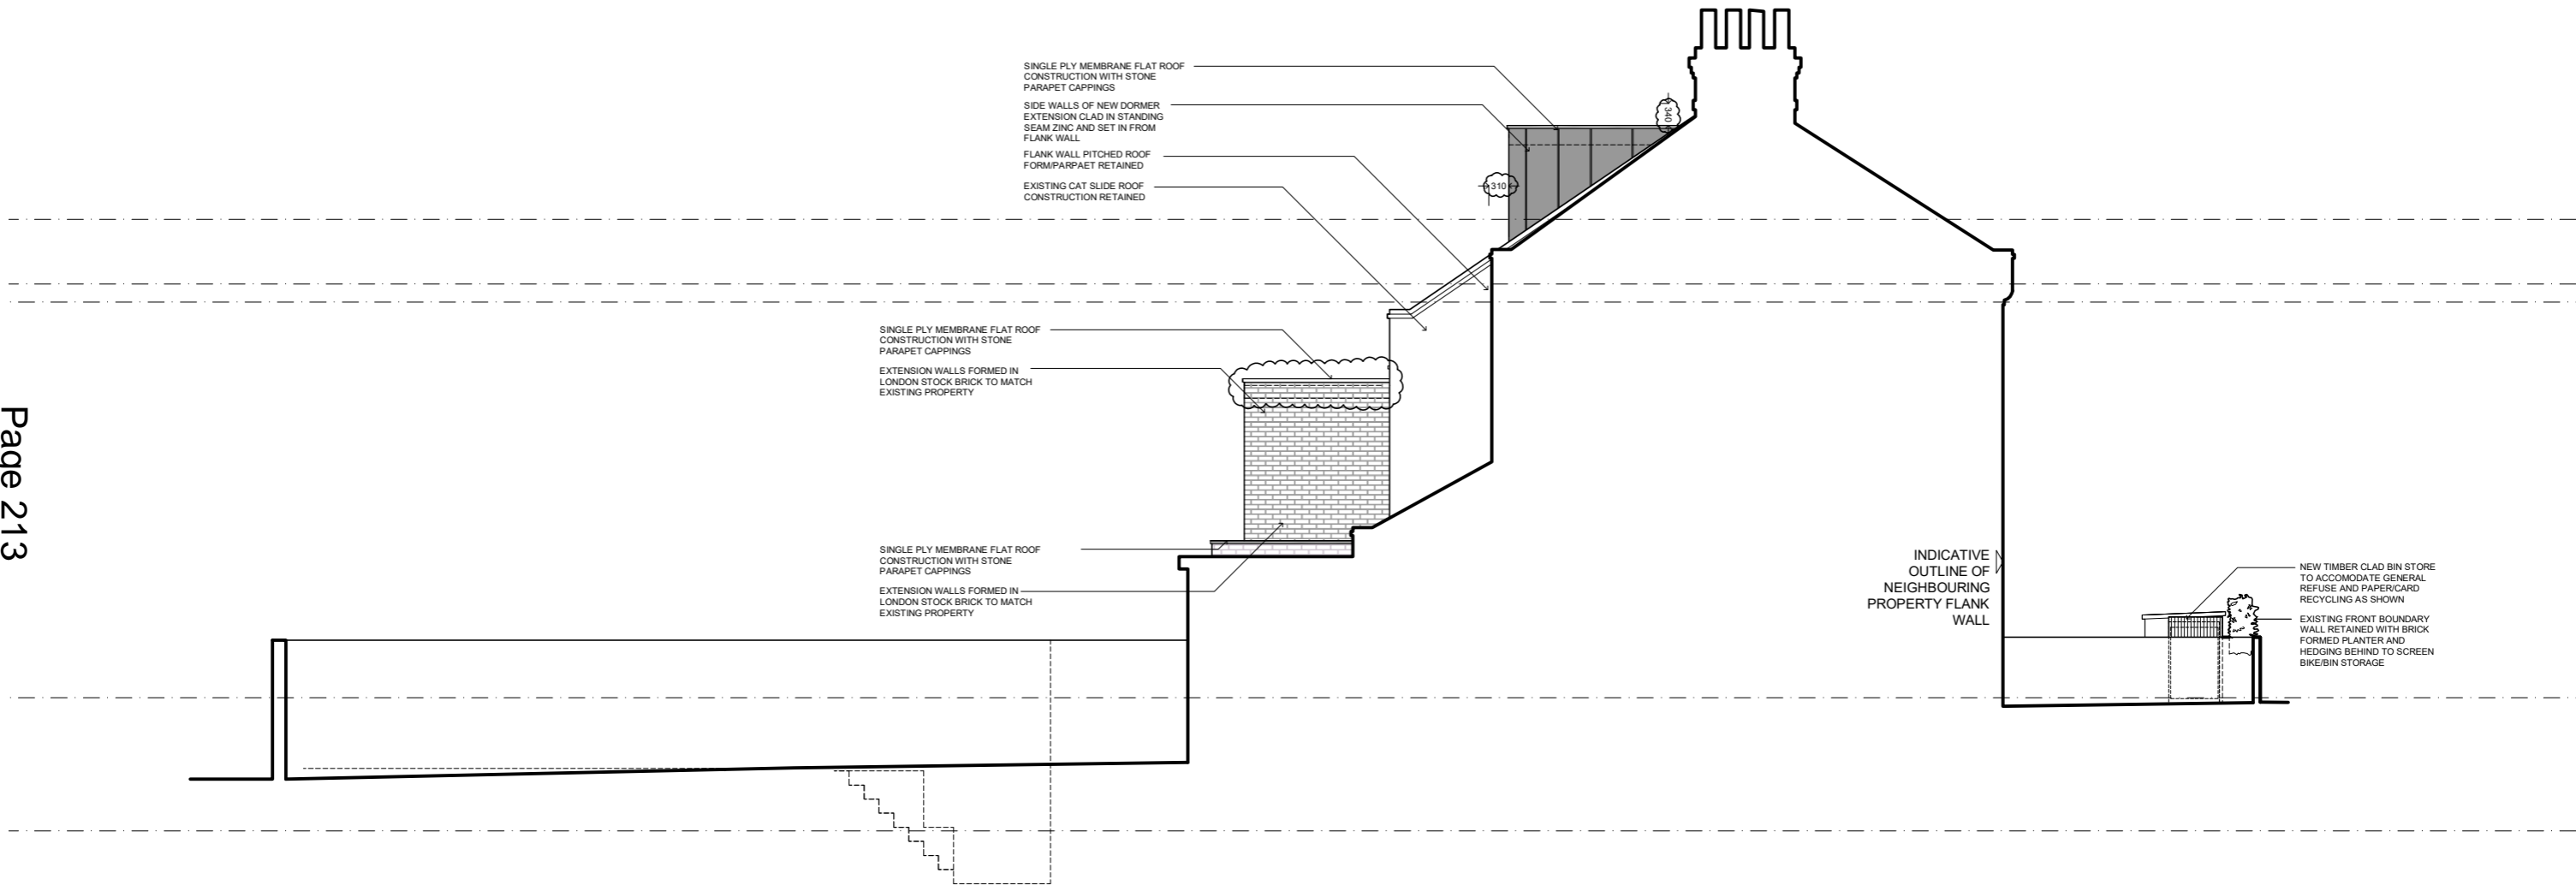 SINGLE PLY MEMBRANE FLAT ROOF
CONSTRUCTION WITH STONE
PARAPET CAPPINGS
SIDE WALLS OF NEW DORMER
EXTENSION CLAD IN STANDING
SEAM ZINC AND SET IN FROM
FLANK WALL
FLANK WALL PITCHED ROOF
FORM/PARPAET RETAINED
EXISTING CAT SLIDE ROOF
CONSTRUCTION RETAINED
340
310
SINGLE PLY MEMBRANE FLAT ROOF
CONSTRUCTION WITH STONE
PARAPET CAPPINGS
EXTENSION WALLS FORMED IN
LONDON STOCK BRICK TO MATCH
EXISTING PROPERTY
SINGLE PLY MEMBRANE FLAT ROOF
CONSTRUCTION WITH STONE
PARAPET CAPPINGS
EXTENSION WALLS FORMED IN
LONDON STOCK BRICK TO MATCH
EXISTING PROPERTY
INDICATIVE
OUTLINE OF
NEIGHBOURING
PROPERTY FLANK
WALL
NEW TIMBER CLAD BIN STORE
TO ACCOMODATE GENERAL
REFUSE AND PAPER/CARD
RECYCLING AS SHOWN
EXISTING FRONT BOUNDARY
WALL RETAINED WITH BRICK
FORMED PLANTER AND
HEDGING BEHIND TO SCREEN
BIKE/BIN STORAGE
Page 213